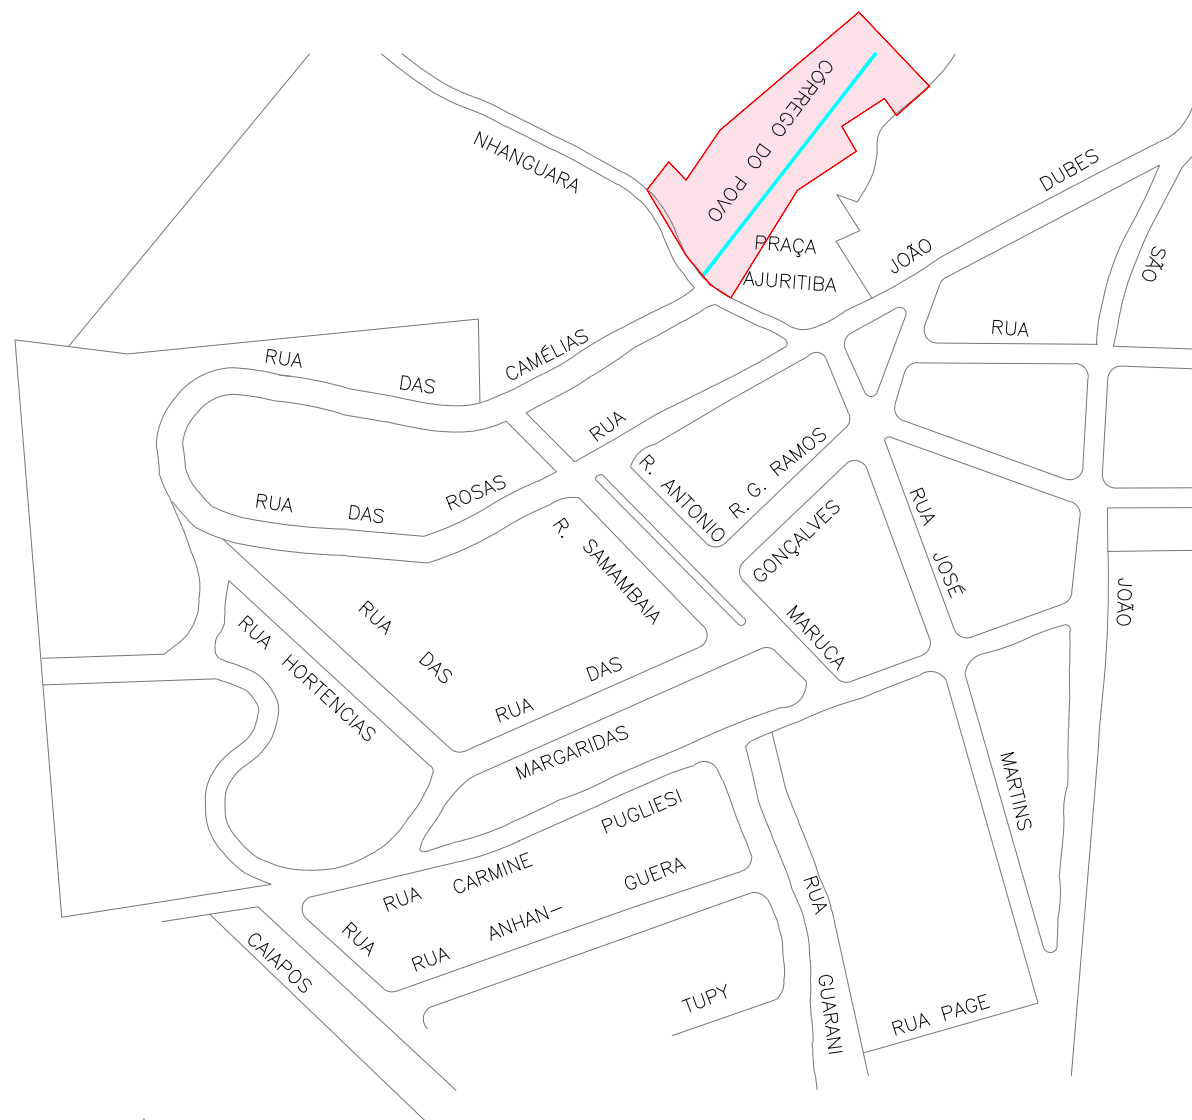 CÓRREGO DO POVO
NHANGUARA
DUBES
JOÃO
PRAÇA
AJURITIBA
SÃO
RUA
CAMÉLIAS
RUA
DAS
RUA
R. ANTONIO
R. G. RAMOS
RUA DAS ROSAS
R. SAMAMBAIA
GONÇALVES
MARUCA
RUA JOSÉ
JOÃO
RUA
DAS
RUA HORTENCIAS
RUA DAS
MARGARIDAS
MARTINS
RUA CARMINE PUGLIESI
RUA ANHAN- GUERA
RUA
CAIAPOS
TUPY
RUA
GUARANI
RUA PAGE